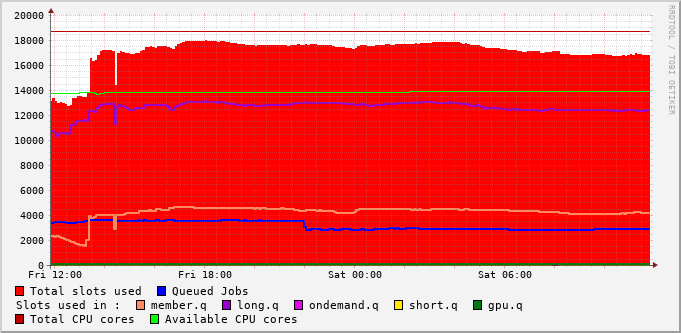 20000
18000
16000
14000
12000
10000
8000
6000
4000
2000
0
Fri 12:00 Fri 18:00 Sat 00:00 Sat 06:00
Total slots used Queued Jobs
Slots used in : member.q long.q ondemand.q short.q gpu.q
Total CPU cores Available CPU cores
RRDTOOL / TOBI OETIKER